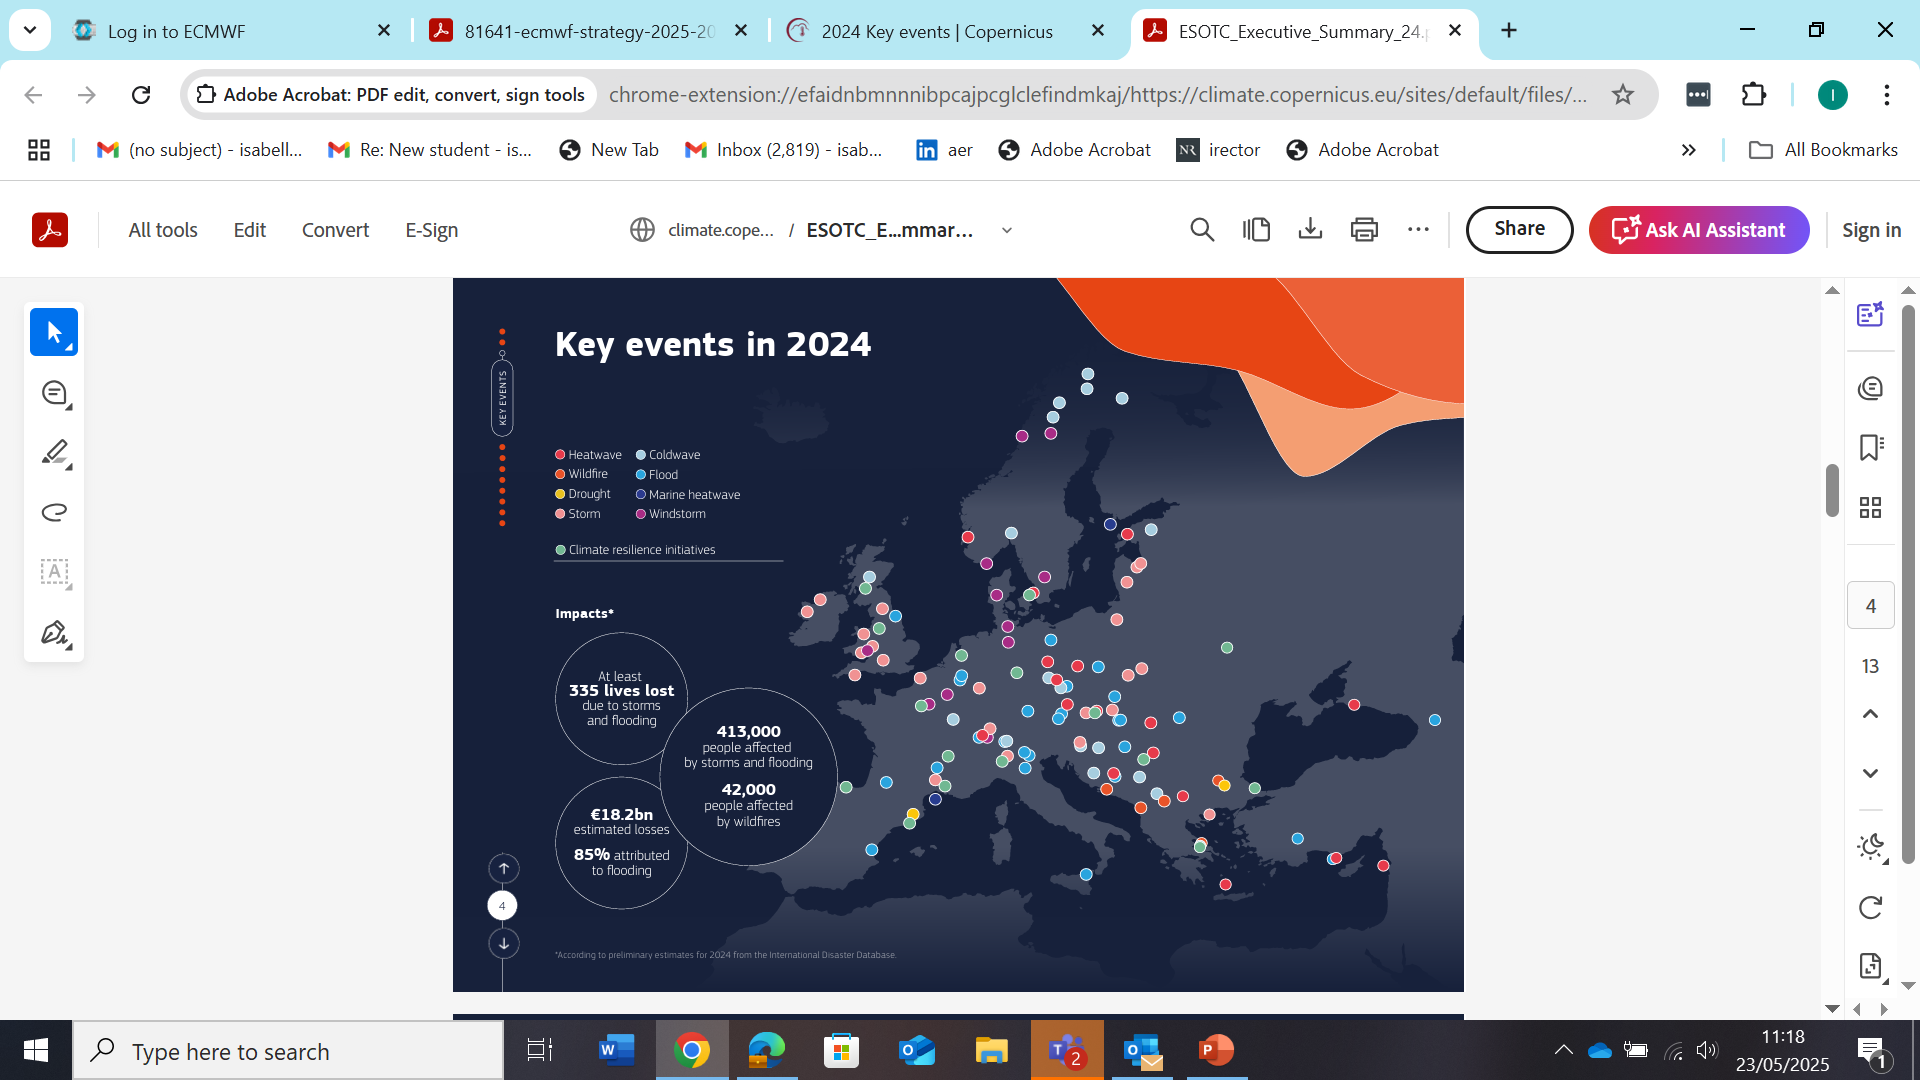 Log in to ECMWF
81641-ecmwf-strategy-2025-20
2024 Key events | Copernicus
ESOTC_Executive_Summary_24.p
Adobe Acrobat: PDF edit, convert, sign tools
chrome-extension://efaidnbmnnnibpcajpcglclefindmkaj/https://climate.copernicus.eu/sites/default/files/...
I
(no subject) - isabell...
Re: New student - is...
New Tab
Inbox (2,819) - isab...
in
aer
Adobe Acrobat
NR
irector
Adobe Acrobat
»
All Bookmarks
All tools
Edit
Convert
E-Sign
climate.cope...
/
ESOTC_E...mmar...
Share
Ask AI Assistant
Sign in
KEY EVENTS
Key events in 2024
Heatwave
Coldwave
Wildfire
Flood
Drought
Marine heatwave
Storm
Windstorm
Climate resilience initiatives
Impacts*
At least
335 lives lost
due to storms
and flooding
413,000
people affected
by storms and flooding
42,000
people affected
by wildfires
€18.2bn
estimated losses
85% attributed
to flooding
4
*According to preliminary estimates for 2024 from the International Disaster Database.
A
4
13
Type here to search
W
O
T
2
O
P
11:18
23/05/2025
1